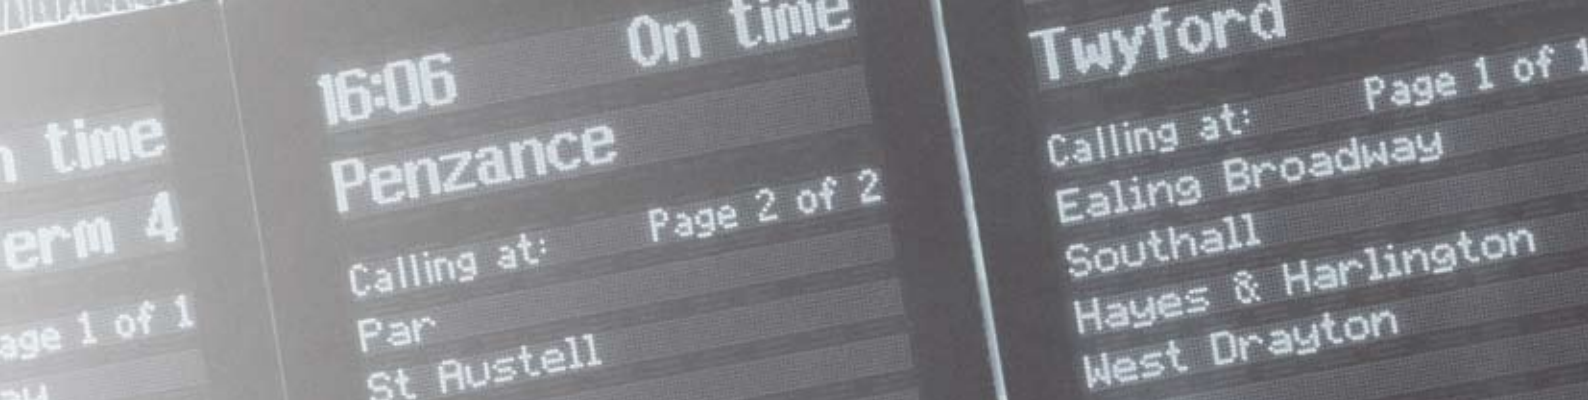 time
4
age 1 of 1
16:06 On time
Penzance
Calling at: Page 2 of 2
Par
St Austell
Twyford
Calling at: Page 1 of 1
Ealing Broadway
Southall
Hayes & Harlington
West Drayton